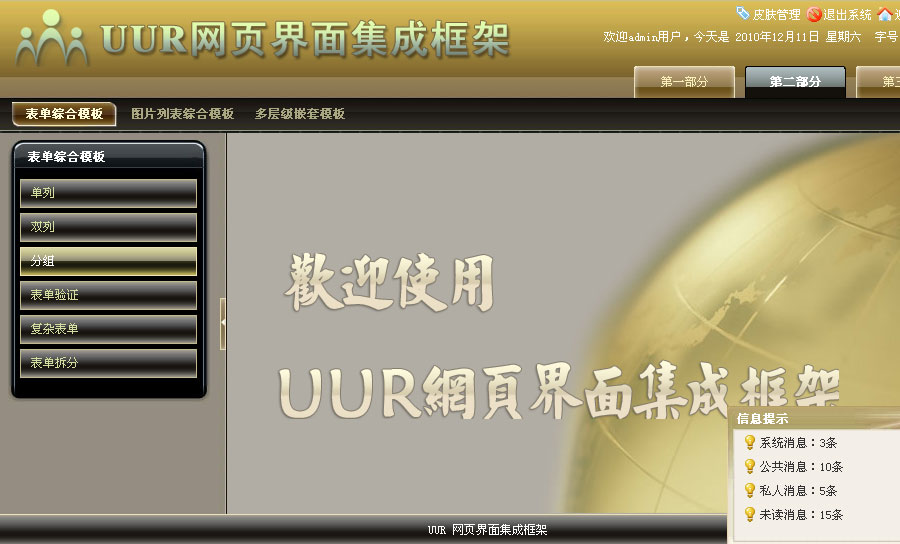 UUR网页界面集成框架
皮肤管理 退出系统
欢迎admin用户，今天是 2010年12月11日 星期六 字号
第一部分 第二部分 第三
表单综合模板 图片列表综合模板 多层级嵌套模板
表单综合模板
单列
双列
分组
表单验证
复杂表单
表单拆分
歡迎使用
UUR網頁界面集成框架
信息提示
系统消息：3条
公共消息：10条
私人消息：5条
未读消息：15条
UUR 网页界面集成框架